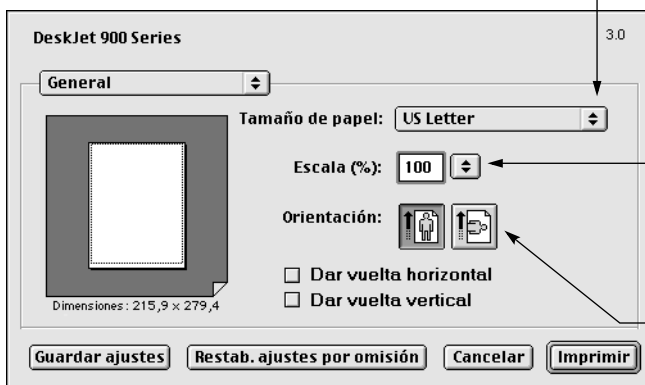 DeskJet 900 Series
3.0
General
Tamaño de papel: US Letter
Escala (%): 100
Orientación:
Dar vuelta horizontal
Dar vuelta vertical
Dimensiones: 215,9 x 279,4
Guardar ajustes Restab. ajustes por omisión Cancelar Imprimir